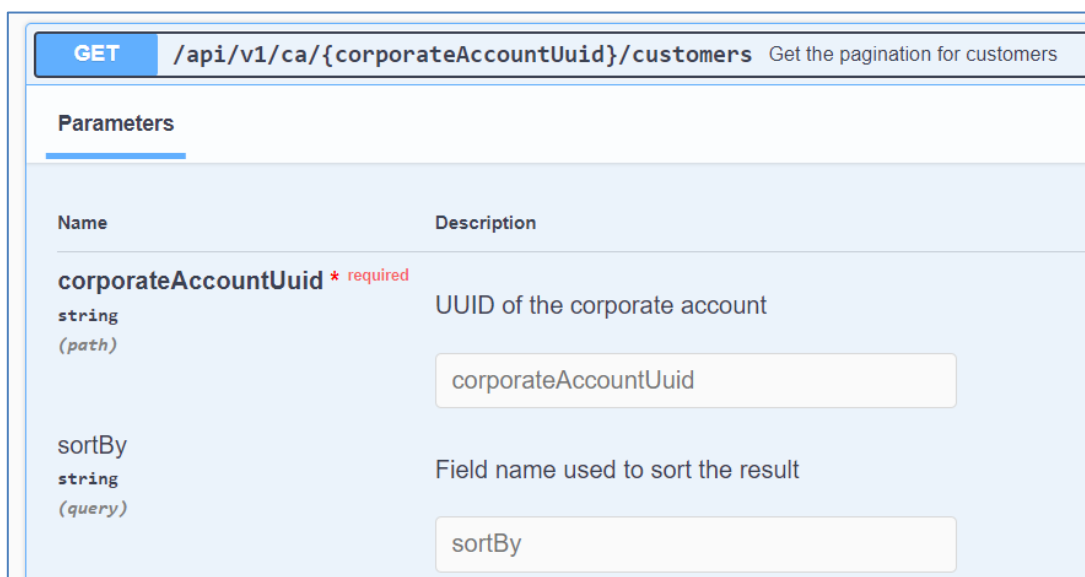 GET /api/v1/ca/{corporateAccountUuid}/customers Get the pagination for customers
Parameters
Name Description
corporateAccountUuid * required
string
(path)
UUID of the corporate account
corporateAccountUuid
sortBy
string
(query)
Field name used to sort the result
sortBy